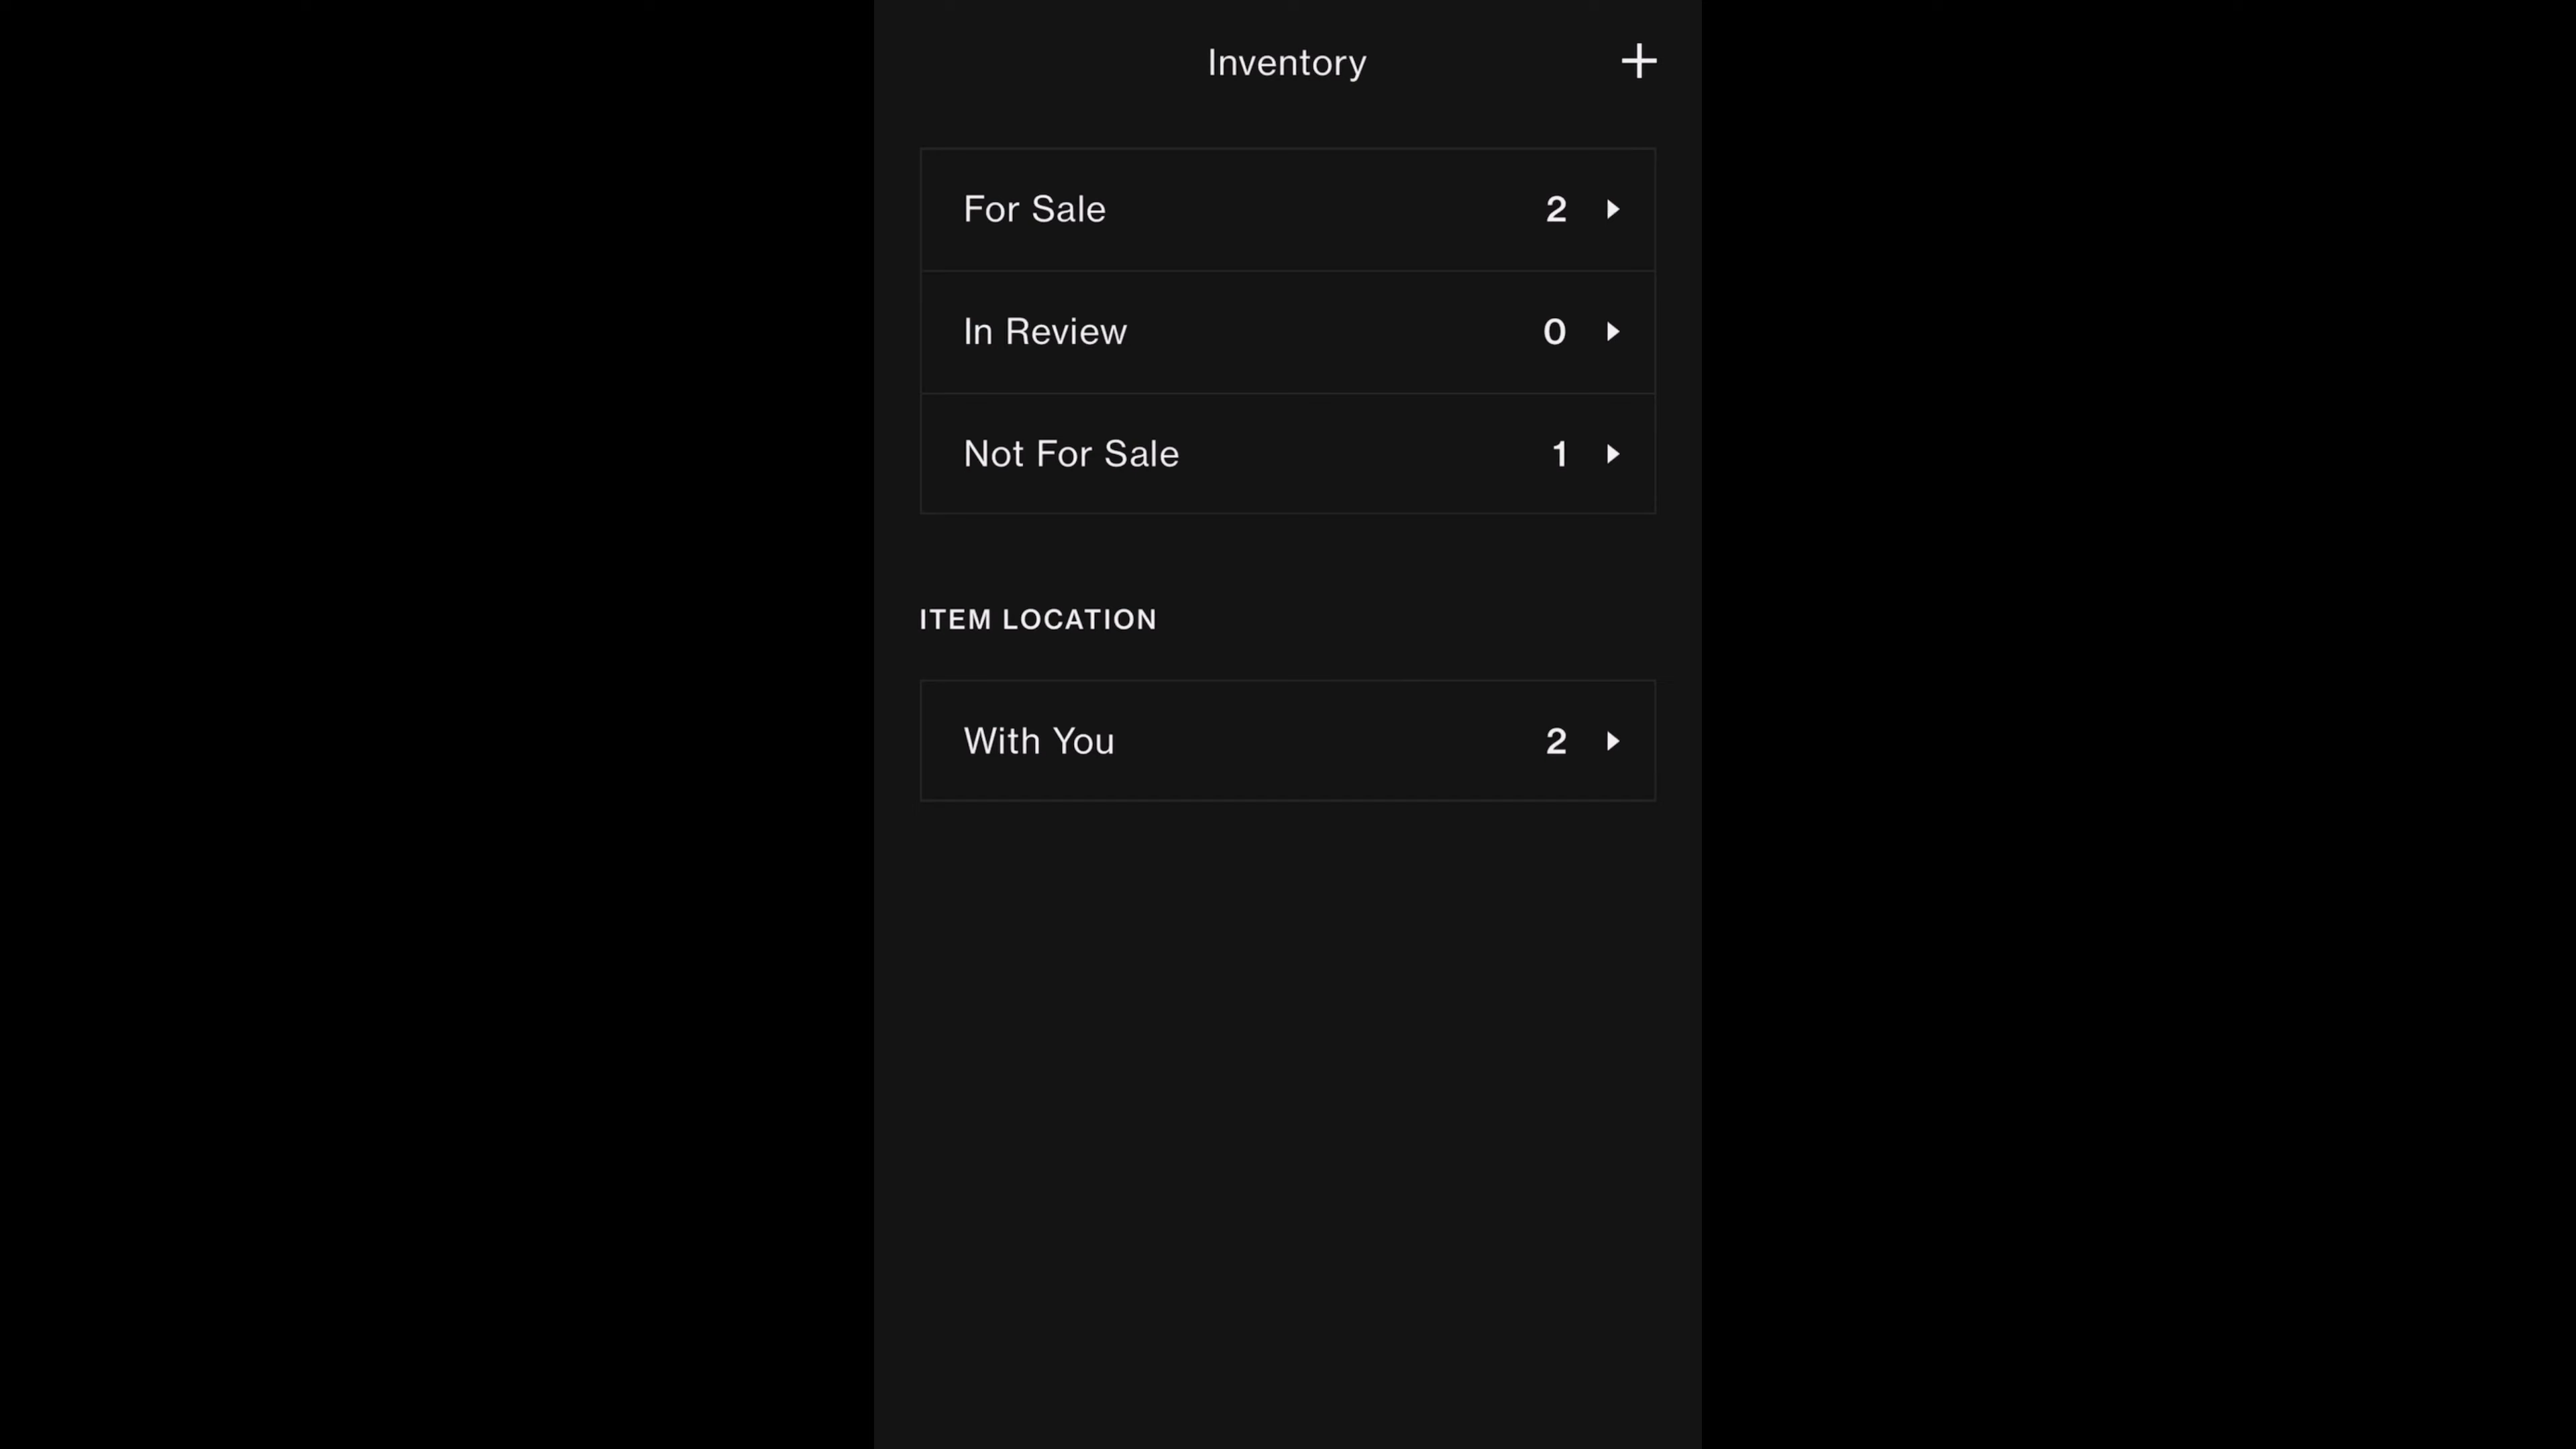 Inventory
For Sale 2
In Review 0
Not For Sale 1
ITEM LOCATION
With You 2